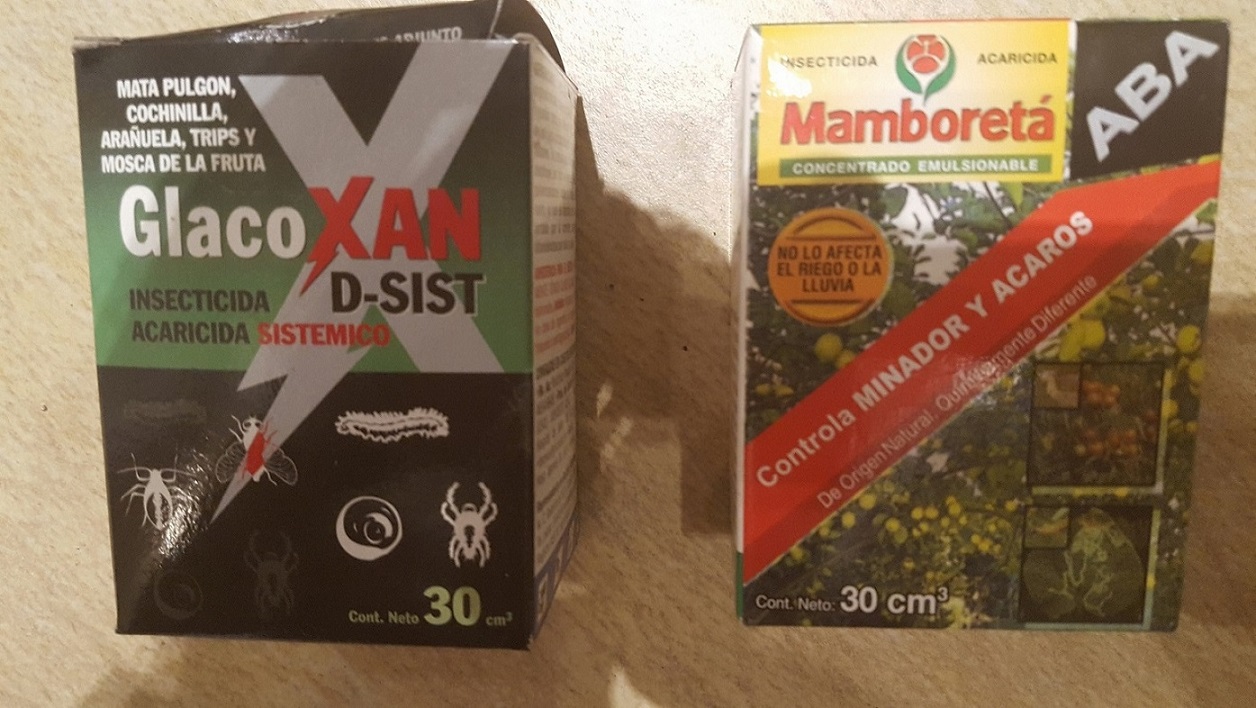 ADJUNTO
MATA PULGON,
COCHINILLA,
ARAÑUELA, TRIPS Y
MOSCA DE LA FRUTA
GlacoXAN
D-SIST
INSECTICIDA
ACARICIDA SISTEMICO
Cont. Neto 30 cm³
INSECTICIDA ACARICIDA
Mamboretá
CONCENTRADO EMULSIONABLE
ABA
NO LO AFECTA
EL RIEGO O LA
LLUVIA
Controla MINADOR Y ACAROS
De Origen Natural. Quimicamente Diferente
Cont. Neto: 30 cm³